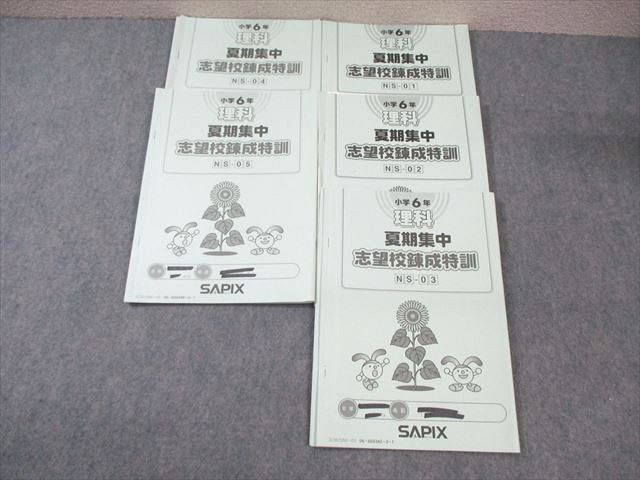 小学6年
理科
夏期集中
志望校錬成特訓
NS-04
小学6年
理科
夏期集中
志望校錬成特訓
NS-01
小学6年
理科
夏期集中
志望校錬成特訓
NS-05
SAPIX
小学6年
理科
夏期集中
志望校錬成特訓
NS-02
小学6年
理科
夏期集中
志望校錬成特訓
NS-03
SAPIX